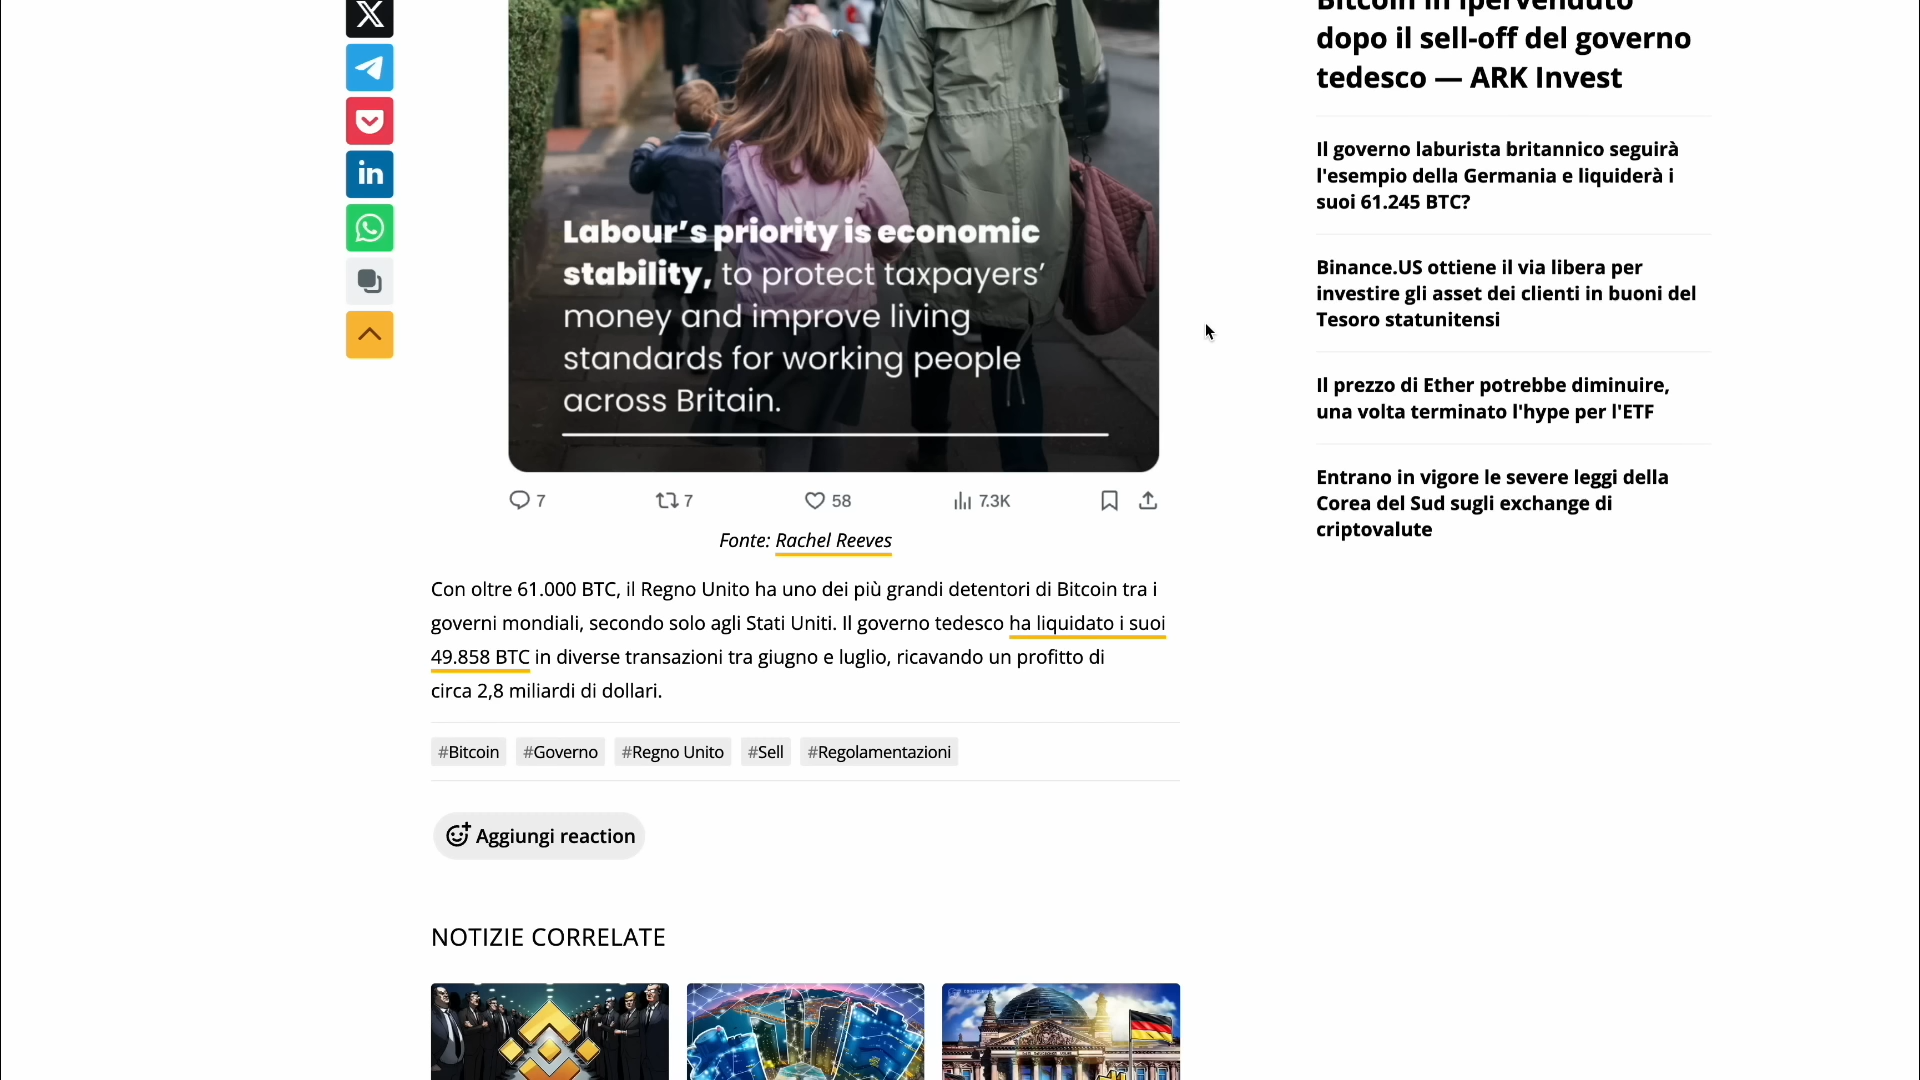 Labour’s priority is economic
stability, to protect taxpayers’
money and improve living
standards for working people
across Britain.
7
7
58
7.3K
Fonte: Rachel Reeves
Con oltre 61.000 BTC, il Regno Unito ha uno dei più grandi detentori di Bitcoin tra i
governi mondiali, secondo solo agli Stati Uniti. Il governo tedesco ha liquidato i suoi
49.858 BTC in diverse transazioni tra giugno e luglio, ricavando un profitto di
circa 2,8 miliardi di dollari.
#Bitcoin
#Governo
#Regno Unito
#Sell
#Regolamentazioni
Aggiungi reaction
NOTIZIE CORRELATE
Bitcoin in ipervenduto
dopo il sell-off del governo
tedesco — ARK Invest
Il governo laburista britannico seguirà
l'esempio della Germania e liquiderà i
suoi 61.245 BTC?
Binance.US ottiene il via libera per
investire gli asset dei clienti in buoni del
Tesoro statunitensi
Il prezzo di Ether potrebbe diminuire,
una volta terminato l'hype per l'ETF
Entrano in vigore le severe leggi della
Corea del Sud sugli exchange di
criptovalute